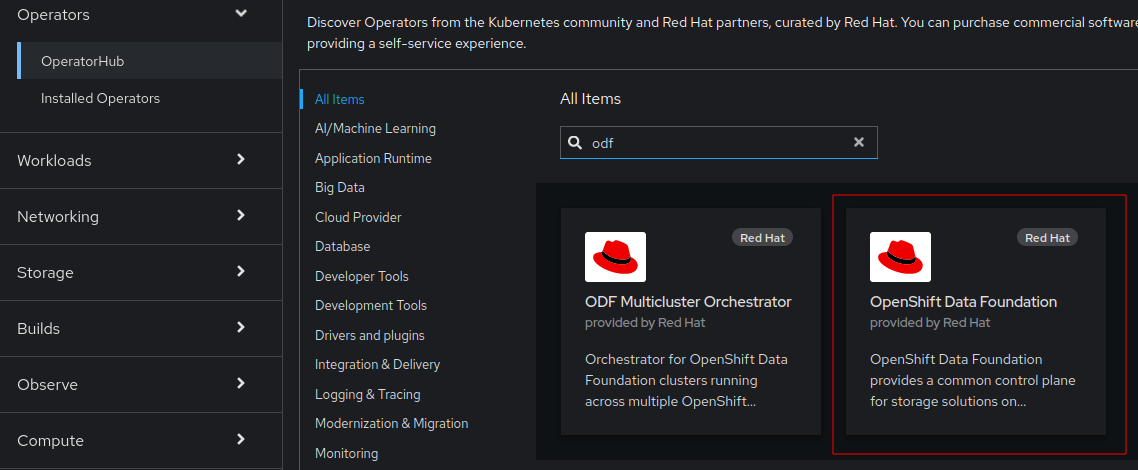 Operators
OperatorHub
Installed Operators
Workloads
Networking
Storage
Builds
Observe
Compute
Discover Operators from the Kubernetes community and Red Hat partners, curated by Red Hat. You can purchase commercial software
providing a self-service experience.
All Items
AI/Machine Learning
Application Runtime
Big Data
Cloud Provider
Database
Developer Tools
Development Tools
Drivers and plugins
Integration & Delivery
Logging & Tracing
Modernization & Migration
Monitoring
All Items
odf
Red Hat
ODF Multicluster Orchestrator
provided by Red Hat
Orchestrator for OpenShift Data
Foundation clusters running
across multiple OpenShift...
Red Hat
OpenShift Data Foundation
provided by Red Hat
OpenShift Data Foundation
provides a common control plane
for storage solutions on...